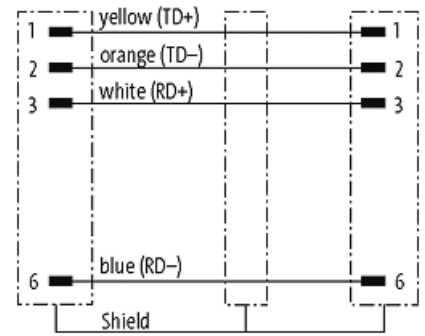 1 yellow (TD+) 1
2 orange (TD–) 2
3 white (RD+) 3
6 blue (RD–) 6
Shield